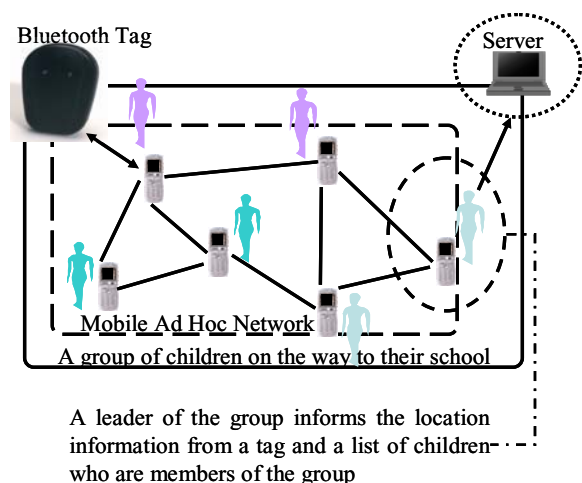 Bluetooth Tag
Server
Mobile Ad Hoc Network
A group of children on the way to their school
A leader of the group informs the location
information from a tag and a list of children
who are members of the group